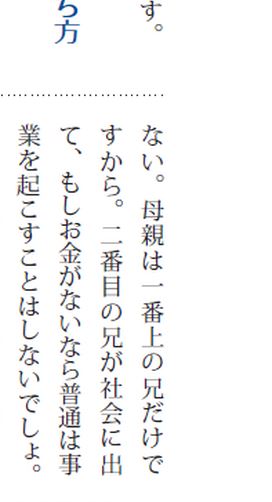 す。
ら方
ない。母親は一番上の兄だけで
すから。二番目の兄が社会に出
て、もしお金がないなら普通は事
業を起こすことはしないでしょ。